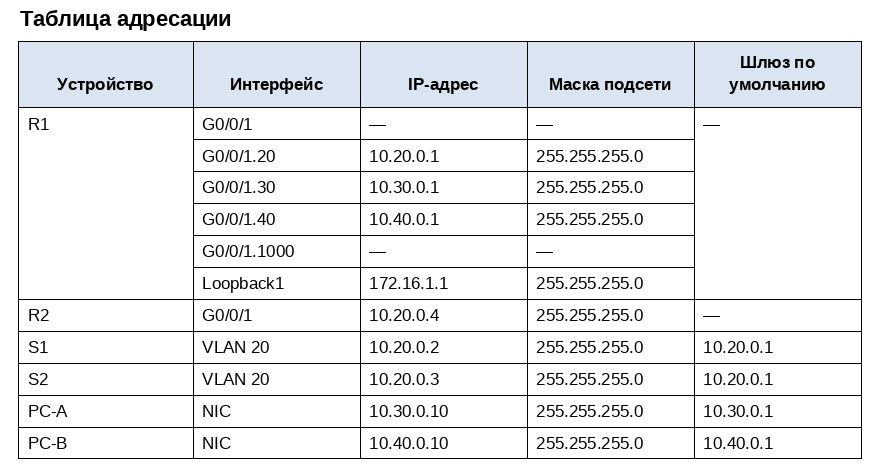 Таблица адресации
Устройство Интерфейс IP-адрес Маска подсети Шлюз по умолчанию
R1 G0/0/1 — — —
G0/0/1.20 10.20.0.1 255.255.255.0
G0/0/1.30 10.30.0.1 255.255.255.0
G0/0/1.40 10.40.0.1 255.255.255.0
G0/0/1.1000 — —
Loopback1 172.16.1.1 255.255.255.0
R2 G0/0/1 10.20.0.4 255.255.255.0 —
S1 VLAN 20 10.20.0.2 255.255.255.0 10.20.0.1
S2 VLAN 20 10.20.0.3 255.255.255.0 10.20.0.1
PC-A NIC 10.30.0.10 255.255.255.0 10.30.0.1
PC-B NIC 10.40.0.10 255.255.255.0 10.40.0.1